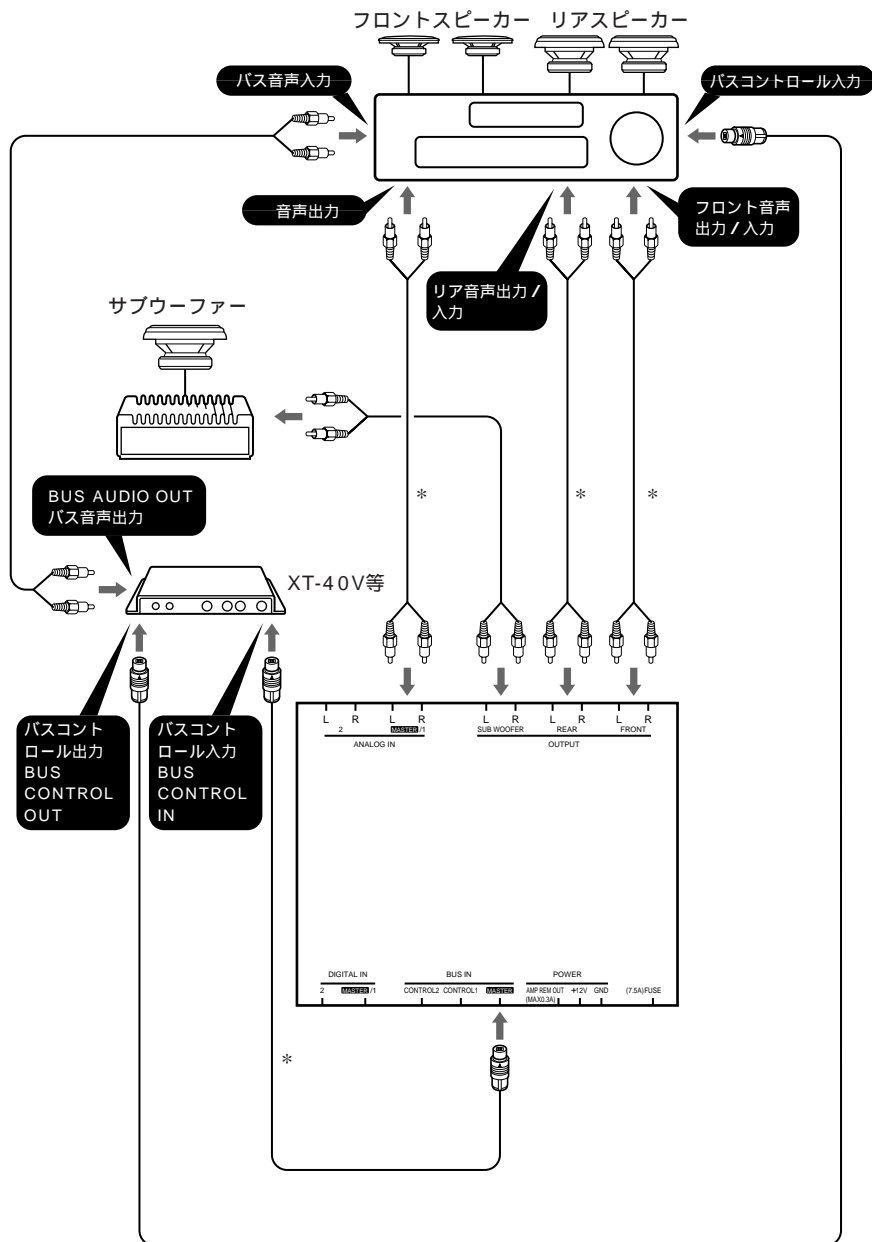 フロントスピーカー
リアスピーカー
バス音声入力
バスコントロール入力
音声出力
フロント音声
出力/入力
リア音声出力/
入力
サブウーファー
*
*
*
BUS AUDIO OUT
バス音声出力
XT-40V等
バスコント
ロール出力
BUS
CONTROL
OUT
バスコント
ロール入力
BUS
CONTROL
IN
L R L R L R L R L R
2 MASTER/1 SUB WOOFER REAR FRONT
ANALOG IN OUTPUT
DIGITAL IN BUS IN POWER
2 MASTER/1 CONTROL2 CONTROL1 MASTER AMP REM OUT +12V GND (7.5A)FUSE
(MAX0.3A)
*